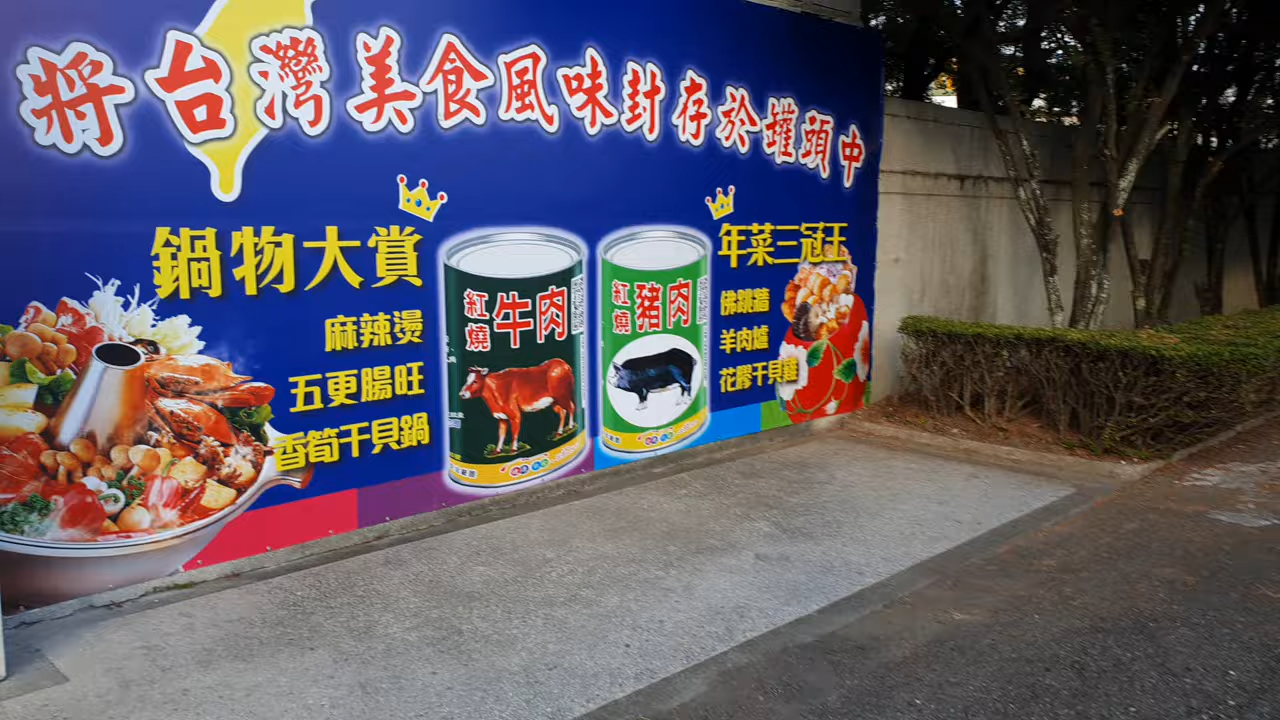 將台灣美食風味封存於罐頭中
鍋物大賞
麻辣燙
五更腸旺
香筍干貝鍋
紅燒牛肉
紅燒豬肉
年菜三冠王
佛跳牆
羊肉爐
花膠干貝雞